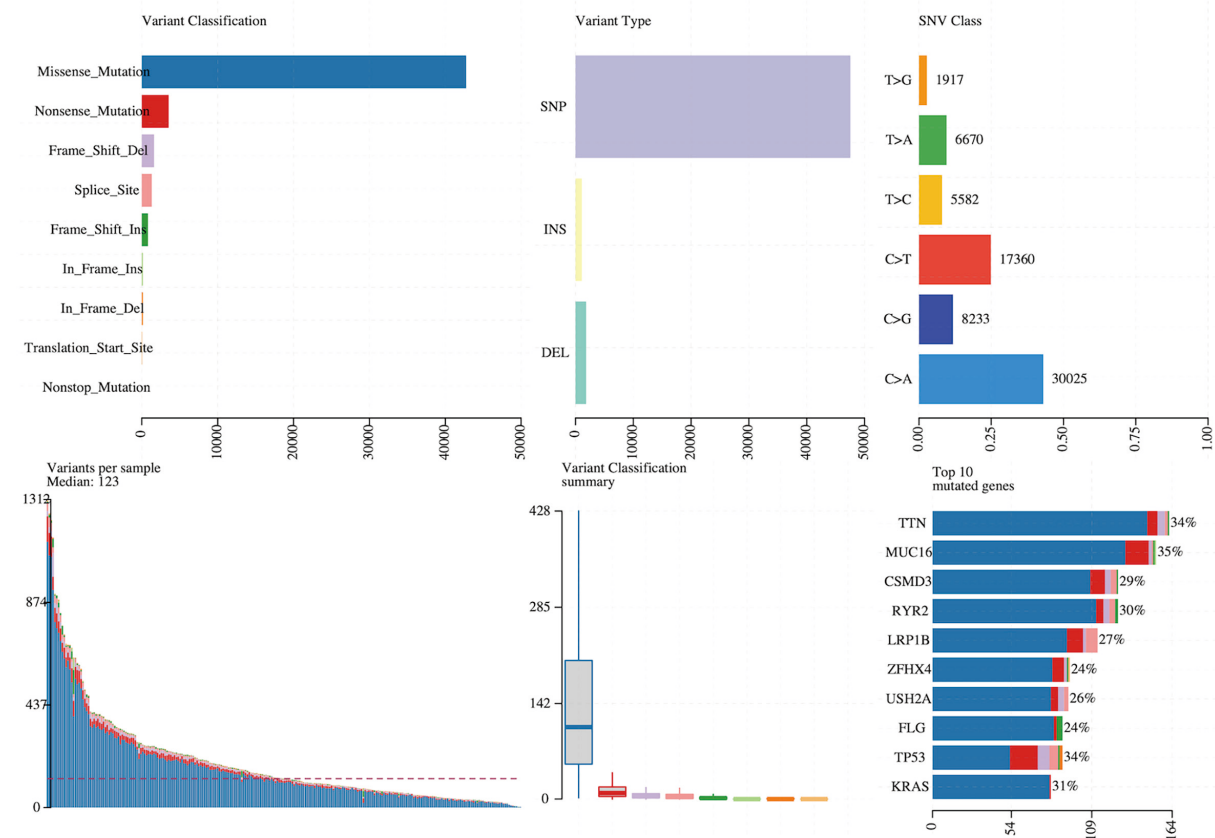 Variant Classification
Missense_Mutation
Nonsense_Mutation
Frame_Shift_Del
Splice_Site
Frame_Shift_Ins
In_Frame_Ins
In_Frame_Del
Translation_Start_Site
Nonstop_Mutation
0
10000
20000
30000
40000
50000
Variant Type
SNP
INS
DEL
0
10000
20000
30000
40000
50000
SNV Class
T>G 1917
T>A 6670
T>C 5582
C>T 17360
C>G 8233
C>A 30025
0.00
0.25
0.50
0.75
1.00
Variants per sample
Median: 123
1312
874
437
0
Variant Classification
summary
428
285
142
0
Top 10
mutated genes
TTN 34%
MUC16 35%
CSMD3 29%
RYR2 30%
LRP1B 27%
ZFHX4 24%
USH2A 26%
FLG 24%
TP53 34%
KRAS 31%
0
54
109
164